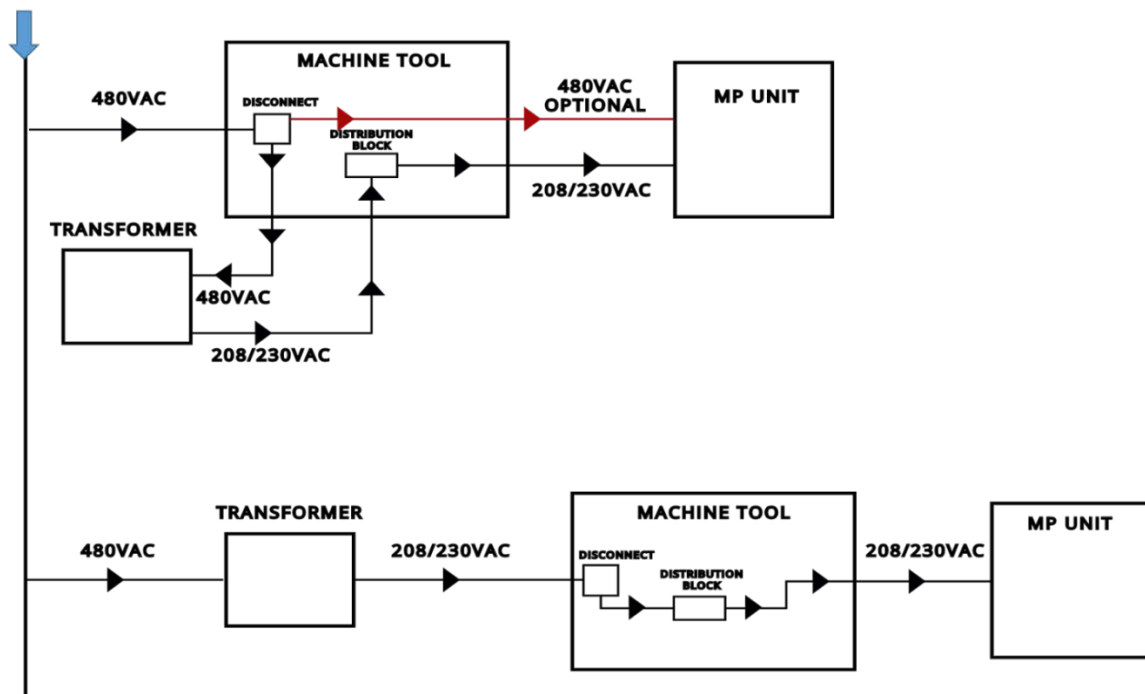 MACHINE TOOL
480VAC
DISCONNECT
480VAC
OPTIONAL
MP UNIT
DISTRIBUTION
BLOCK
208/230VAC
TRANSFORMER
480VAC
208/230VAC
TRANSFORMER
480VAC
208/230VAC
MACHINE TOOL
DISCONNECT
DISTRIBUTION
BLOCK
208/230VAC
MP UNIT